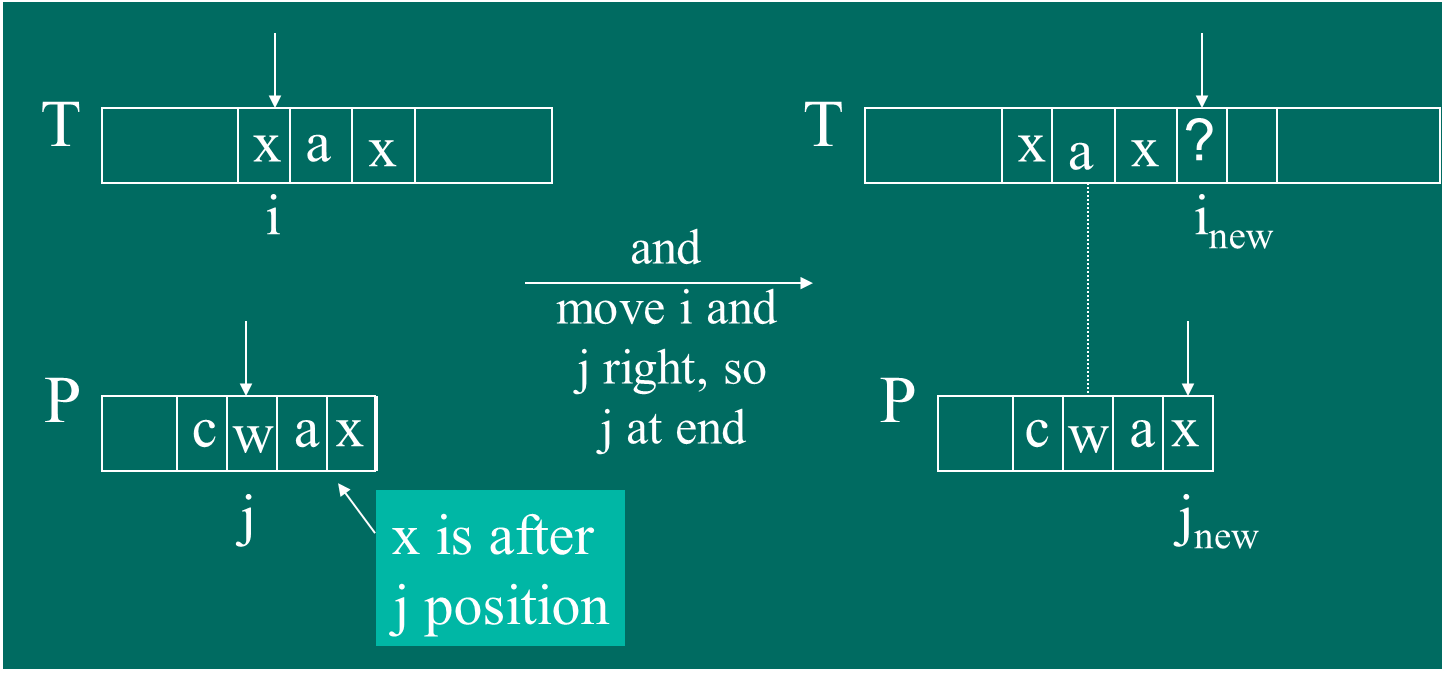 T x a x
i
P c w a x
j
x is after
j position
and
move i and
j right, so
j at end
T x a x ?
i new
P c w a x
j new